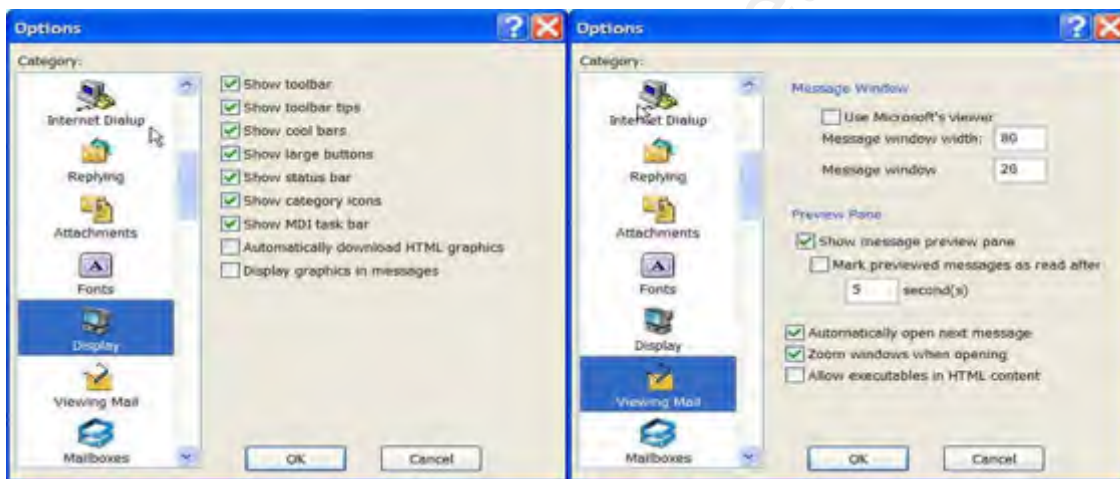 Options
Category:
Internet Dialup
Replying
Attachments
Fonts
Display
Viewing Mail
Mailboxes
Show toolbar
Show toolbar tips
Show cool bars
Show large buttons
Show status bar
Show category icons
Show MDI task bar
Automatically download HTML graphics
Display graphics in messages
OK Cancel
Options
Category:
Internet Dialup
Replying
Attachments
Fonts
Display
Viewing Mail
Mailboxes
Message Window
Use Microsoft's viewer
Message window width: 80
Message window 20
Preview Pane
Show message preview pane
Mark previewed messages as read after
5 second(s)
Automatically open next message
Zoom windows when opening
Allow executables in HTML content
OK Cancel